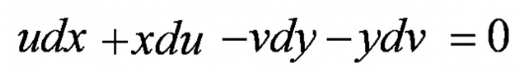 udx + xdu − vdy − ydv = 0